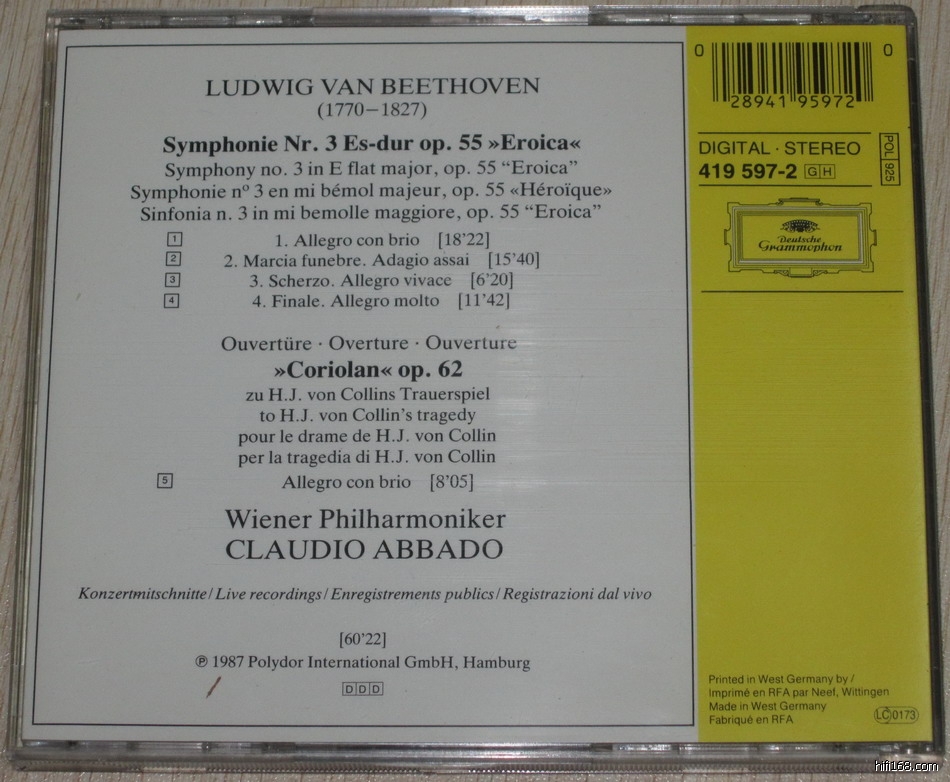 LUDWIG VAN BEETHOVEN
(1770–1827)
Symphonie Nr. 3 Es-dur op. 55 »Eroica«
Symphony no. 3 in E flat major, op. 55 “Eroica”
Symphonie nº 3 en mi bémol majeur, op. 55 «Héroïque»
Sinfonia n. 3 in mi bemolle maggiore, op. 55 “Eroica”
1 1. Allegro con brio [18’22]
2 2. Marcia funebre. Adagio assai [15’40]
3 3. Scherzo. Allegro vivace [6’20]
4 4. Finale. Allegro molto [11’42]
Ouvertüre · Overture · Ouverture
»Coriolan« op. 62
zu H.J. von Collins Trauerspiel
to H.J. von Collin’s tragedy
pour le drame de H.J. von Collin
per la tragedia di H.J. von Collin
5 Allegro con brio [8’05]
Wiener Philharmoniker
CLAUDIO ABBADO
Konzertmitschnitte / Live recordings / Enregistrements publics / Registrazioni dal vivo
[60’22]
℗ 1987 Polydor International GmbH, Hamburg
DDD
0 28941 95972 0
DIGITAL · STEREO
419 597-2 GH
POL 925
Deutsche
Grammophon
Printed in West Germany by /
Imprimé en RFA par Neef, Wittingen
Made in West Germany
Fabriqué en RFA
LC 0173
hifi168.com